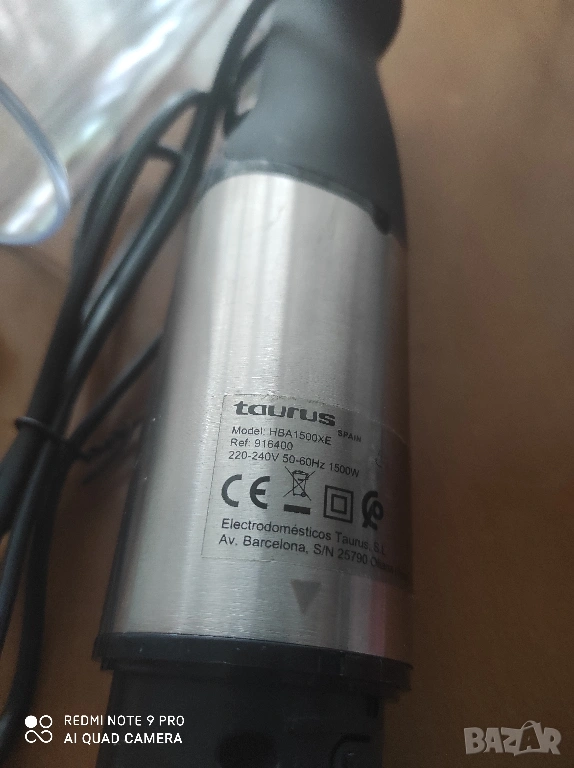 taurus SPAIN
Model: HBA1500XE
Ref: 916400
220-240V 50-60Hz 1500W
CE
Electrodomésticos Taurus, S.L.
Av. Barcelona, S/N 25790
REDMI NOTE 9 PRO
AI QUAD CAMERA
BAZAR